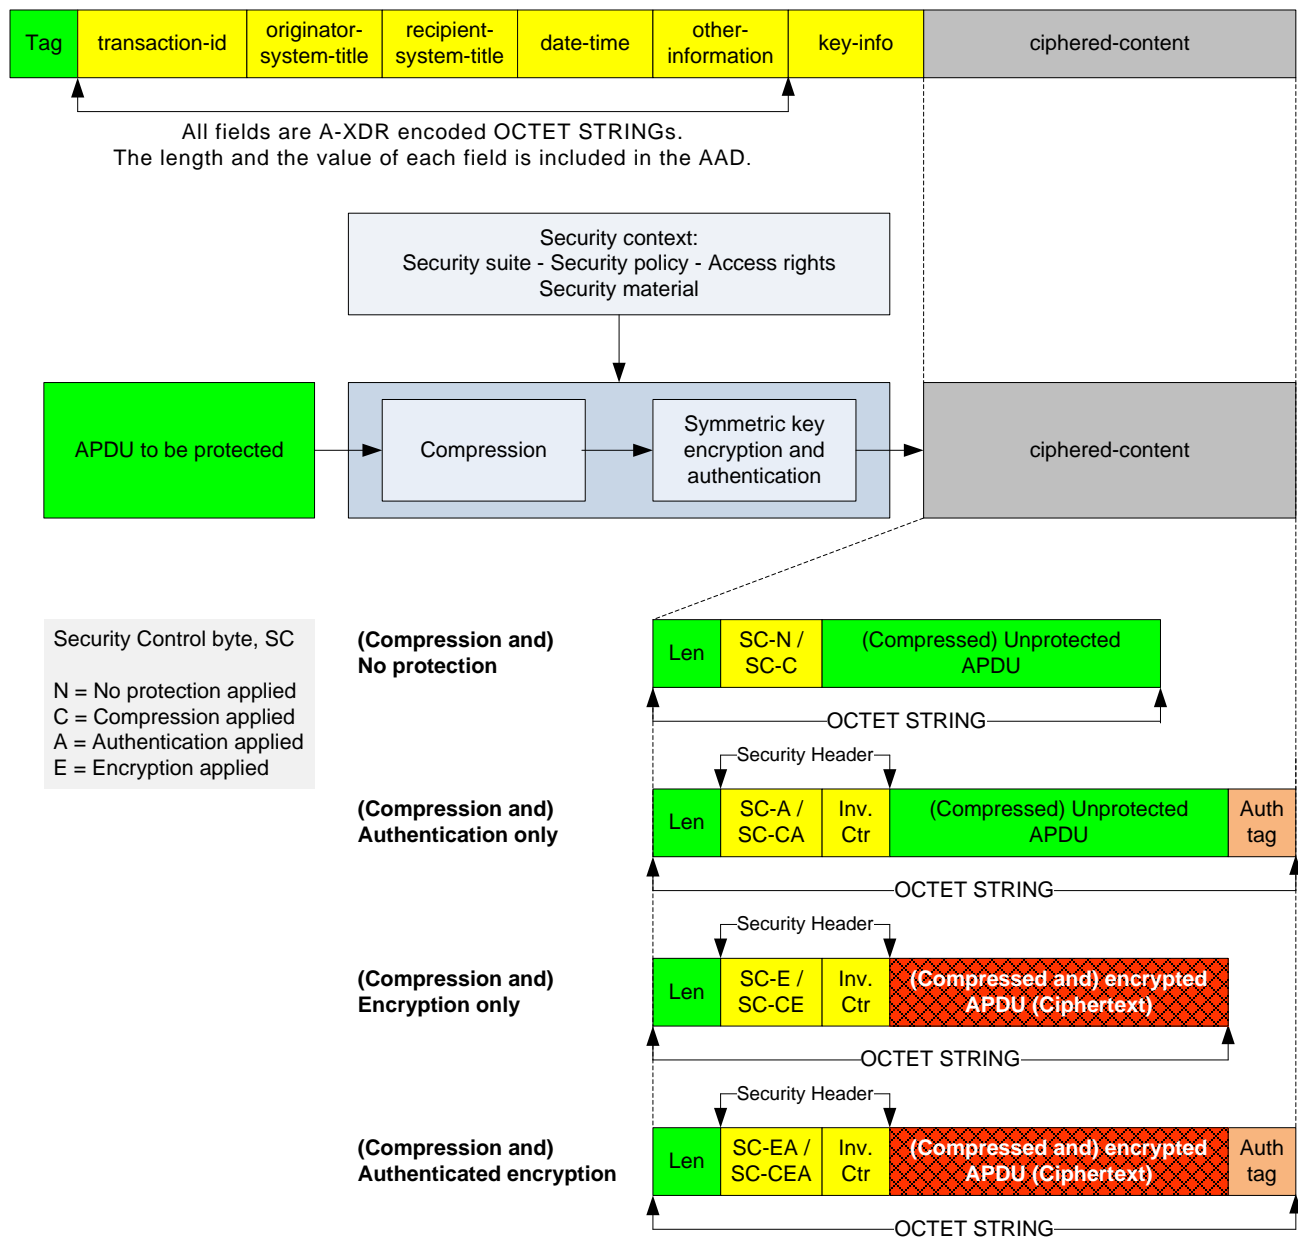 Tag
transaction-id
originator-
system-title
recipient-
system-title
date-time
other-
information
key-info
ciphered-content
All fields are A-XDR encoded OCTET STRINGs.
The length and the value of each field is included in the AAD.
Security context:
Security suite - Security policy - Access rights
Security material
APDU to be protected
Compression
Symmetric key
encryption and
authentication
ciphered-content
Security Control byte, SC
N = No protection applied
C = Compression applied
A = Authentication applied
E = Encryption applied
(Compression and)
No protection
Len
SC-N /
SC-C
(Compressed) Unprotected
APDU
OCTET STRING
Security Header
(Compression and)
Authentication only
Len
SC-A /
SC-CA
Inv.
Ctr
(Compressed) Unprotected
APDU
Auth
tag
OCTET STRING
Security Header
(Compression and)
Encryption only
Len
SC-E /
SC-CE
Inv.
Ctr
(Compressed and) encrypted
APDU (Ciphertext)
OCTET STRING
Security Header
(Compression and)
Authenticated encryption
Len
SC-EA /
SC-CEA
Inv.
Ctr
(Compressed and) encrypted
APDU (Ciphertext)
Auth
tag
OCTET STRING